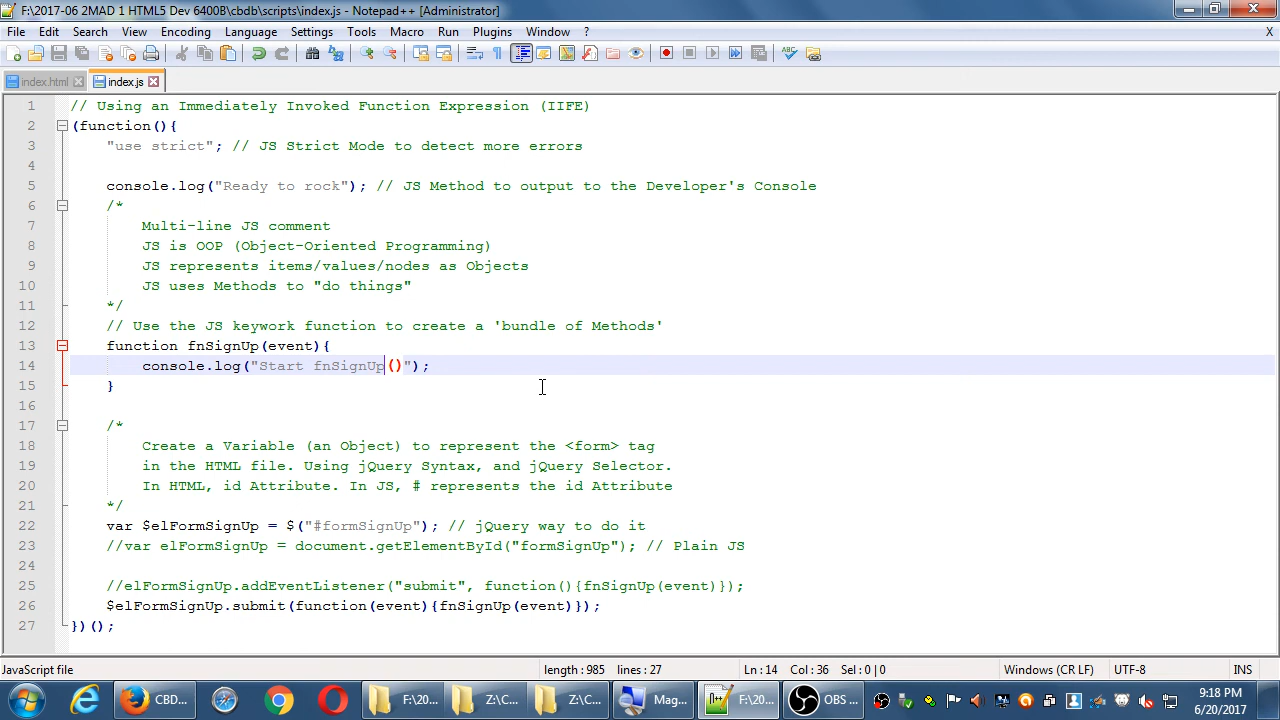 F:\2017-06 2MAD 1 HTML5 Dev 6400B\cbdb\scripts\index.js - Notepad++ [Administrator]
File Edit Search View Encoding Language Settings Tools Macro Run Plugins Window ? X
index.html index.js
1 // Using an Immediately Invoked Function Expression (IIFE)
2 (function(){
3 "use strict"; // JS Strict Mode to detect more errors
4
5 console.log("Ready to rock"); // JS Method to output to the Developer's Console
6 /*
7 Multi-line JS comment
8 JS is OOP (Object-Oriented Programming)
9 JS represents items/values/nodes as Objects
10 JS uses Methods to "do things"
11 */
12 // Use the JS keywork function to create a 'bundle of Methods'
13 function fnSignUp(event){
14 console.log("Start fnSignUp()");
15 }
16
17 /*
18 Create a Variable (an Object) to represent the <form> tag
19 in the HTML file. Using jQuery Syntax, and jQuery Selector.
20 In HTML, id Attribute. In JS, # represents the id Attribute
21 */
22 var $elFormSignUp = $("#formSignUp"); // jQuery way to do it
23 //var elFormSignUp = document.getElementById("formSignUp"); // Plain JS
24
25 //elFormSignUp.addEventListener("submit", function(){fnSignUp(event)});
26 $elFormSignUp.submit(function(event){fnSignUp(event)});
27 })();
JavaScript file length : 985 lines : 27 Ln : 14 Col : 36 Sel : 0 | 0 Windows (CR LF) UTF-8 INS
CBD... F:\20... Z:\C... Z:\C... Mag... F:\20... OBS ... 9:18 PM
6/20/2017